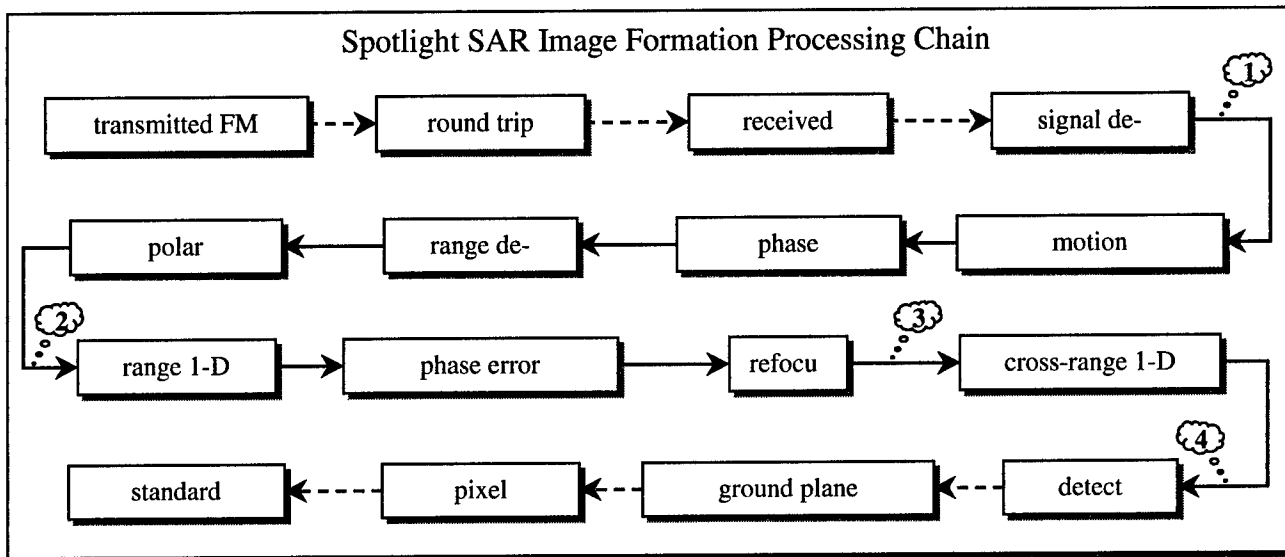 Spotlight SAR Image Formation Processing Chain
1
transmitted FM
round trip
received
signal de-
polar
range de-
phase
motion
2
3
range 1-D
phase error
refocu
cross-range 1-D
4
standard
pixel
ground plane
detect